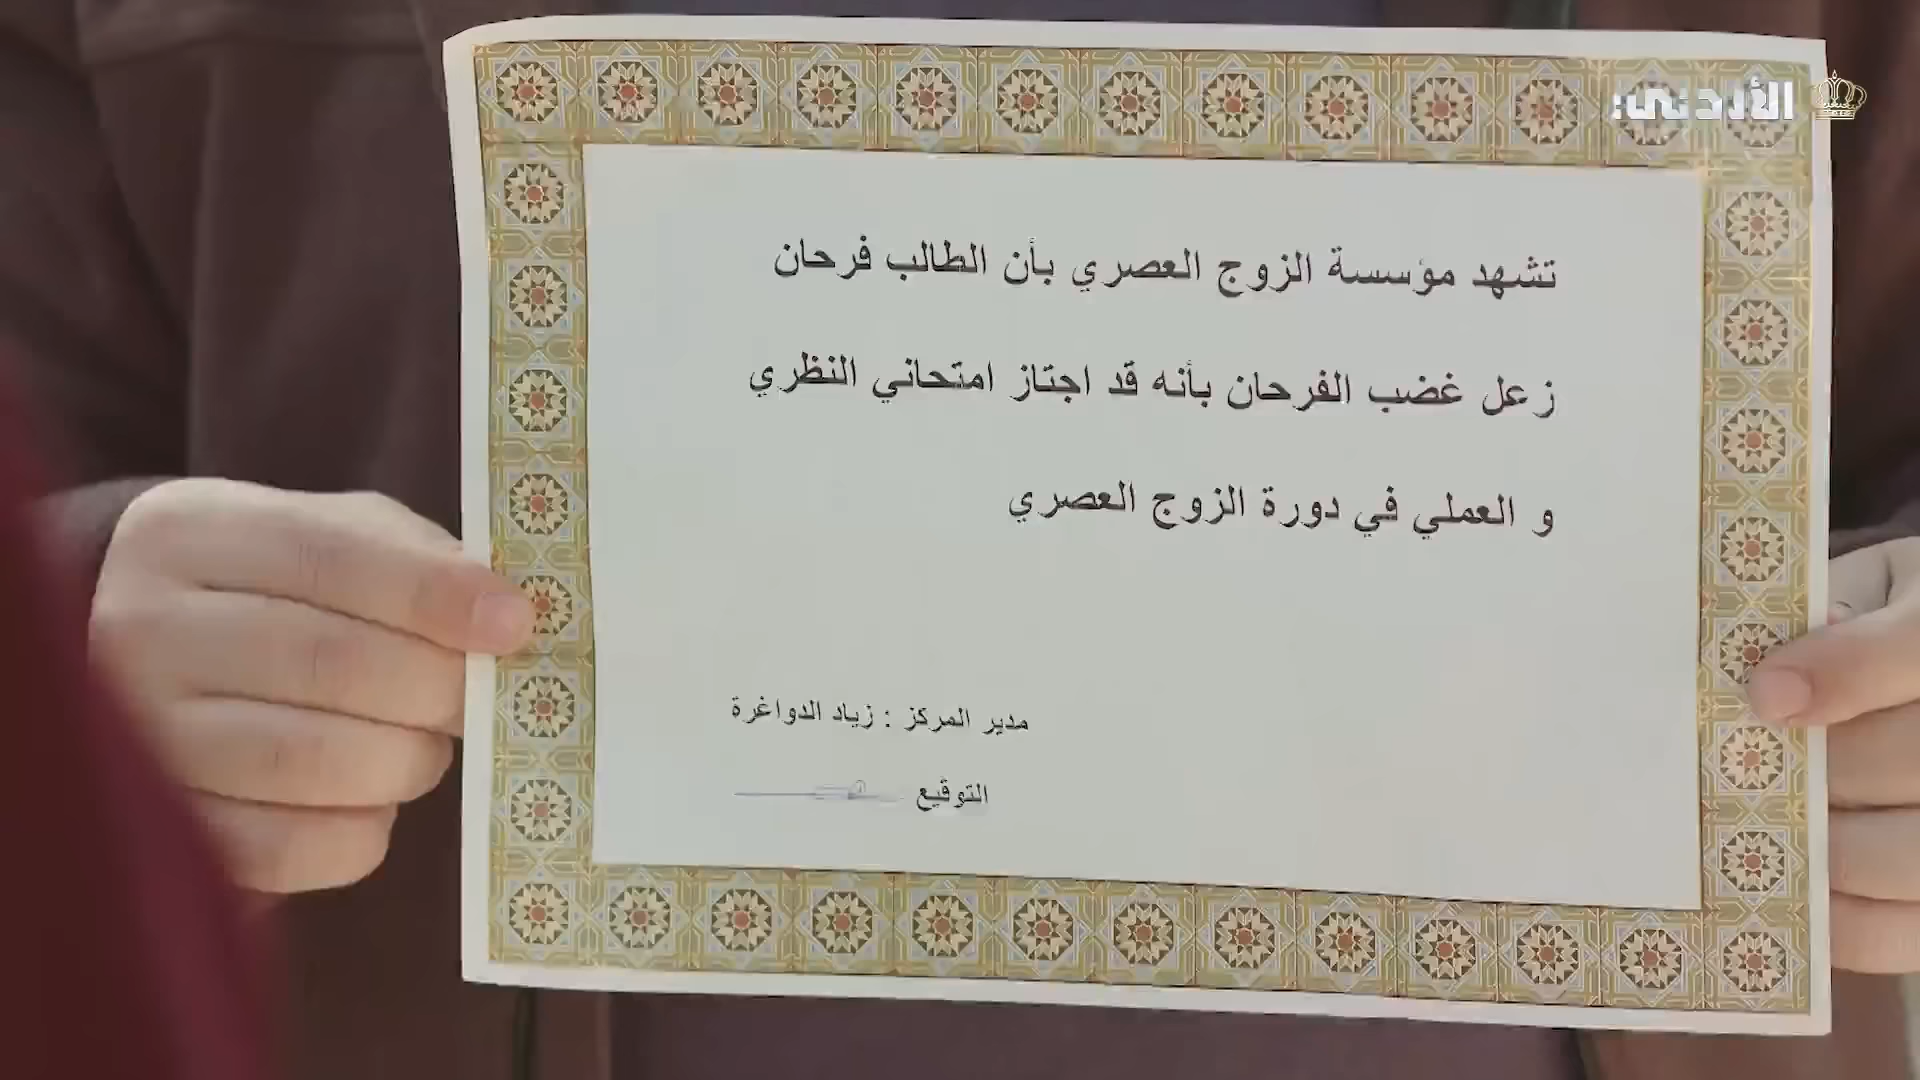 الأردن
تشهد مؤسسة الزوج العصري بأن الطالب فرحان
زعل غضب الفرحان بأنه قد اجتاز امتحاني النظري
و العملي في دورة الزوج العصري
مدير المركز : زياد الدواغرة
التوقيع